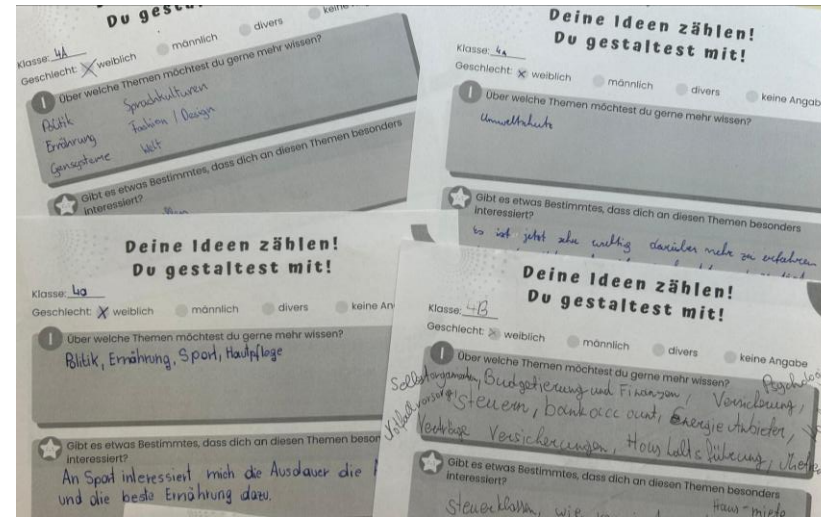 Du gest
keine
Klasse: 4A
Geschlecht: weiblich männlich divers
1 Über welche Themen möchtest du gerne mehr wissen?
Politik Sprachkulturen
Ernährung Fashion / Design
Welt
Gibt es etwas Bestimmtes, dass dich an diesen Themen besonders
interessiert?
Deine Ideen zählen!
Du gestaltest mit!
Klasse: 4A
Geschlecht: weiblich männlich divers keine Angab
1 Über welche Themen möchtest du gerne mehr wissen?
Umweltschutz
Gibt es etwas Bestimmtes, dass dich an diesen Themen besonders
interessiert?
Es ist jetzt sehr wichtig darüber mehr zu erfahren
Deine Ideen zählen!
Du gestaltest mit!
Klasse: 4a
Geschlecht: X weiblich männlich divers keine An
1 Über welche Themen möchtest du gerne mehr wissen?
Politik, Ernährung, Sport, Hautpflege
Gibt es etwas Bestimmtes, dass dich an diesen Themen beson
interessiert?
An Sport interessiert mich die Ausdauer die
und die beste Ernährung dazu.
Deine Ideen zählen!
Du gestaltest mit!
Klasse: 4B
Geschlecht: weiblich männlich divers keine Angabe
1 Über welche Themen möchtest du gerne mehr wissen?
Budgetierung und Finanzen, Versicherung,
Steuern, bank account, Energie Anbieter,
Verträge Versicherungen, Haushaltsführung,
Gibt es etwas Bestimmtes, dass dich an diesen Themen besonders
interessiert?
Steuerklassen, wie